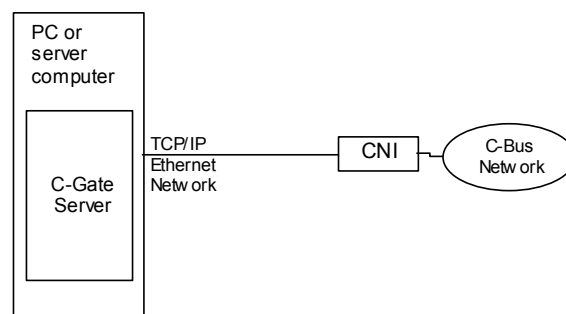 PC or
server
computer
C-Gate
Server
TCP/IP
Ethernet
Network
CNI
C-Bus
Network